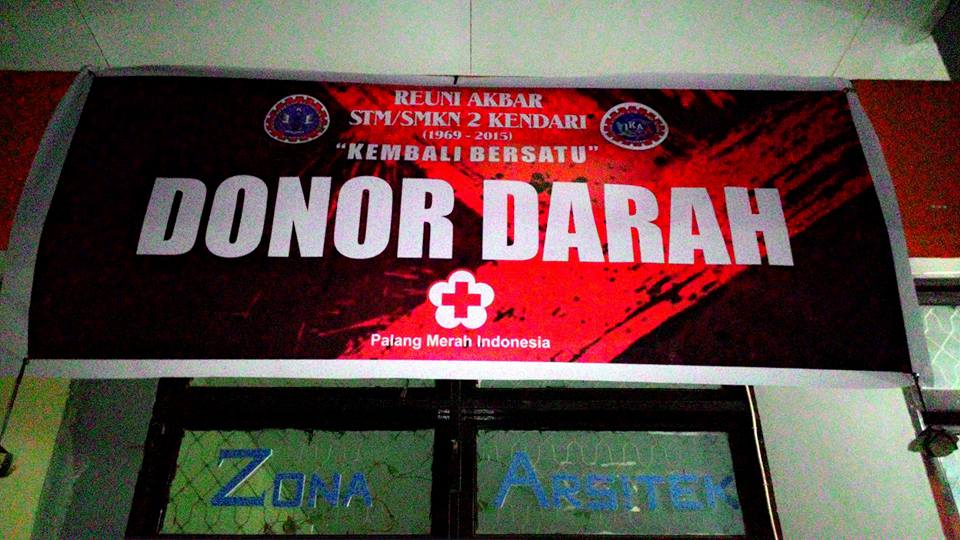 REUNI AKBAR
STM/SMKN 2 KENDARI
(1969 - 2015)
"KEMBALI BERSATU"
DONOR DARAH
Palang Merah Indonesia
ZONA ARSITEK